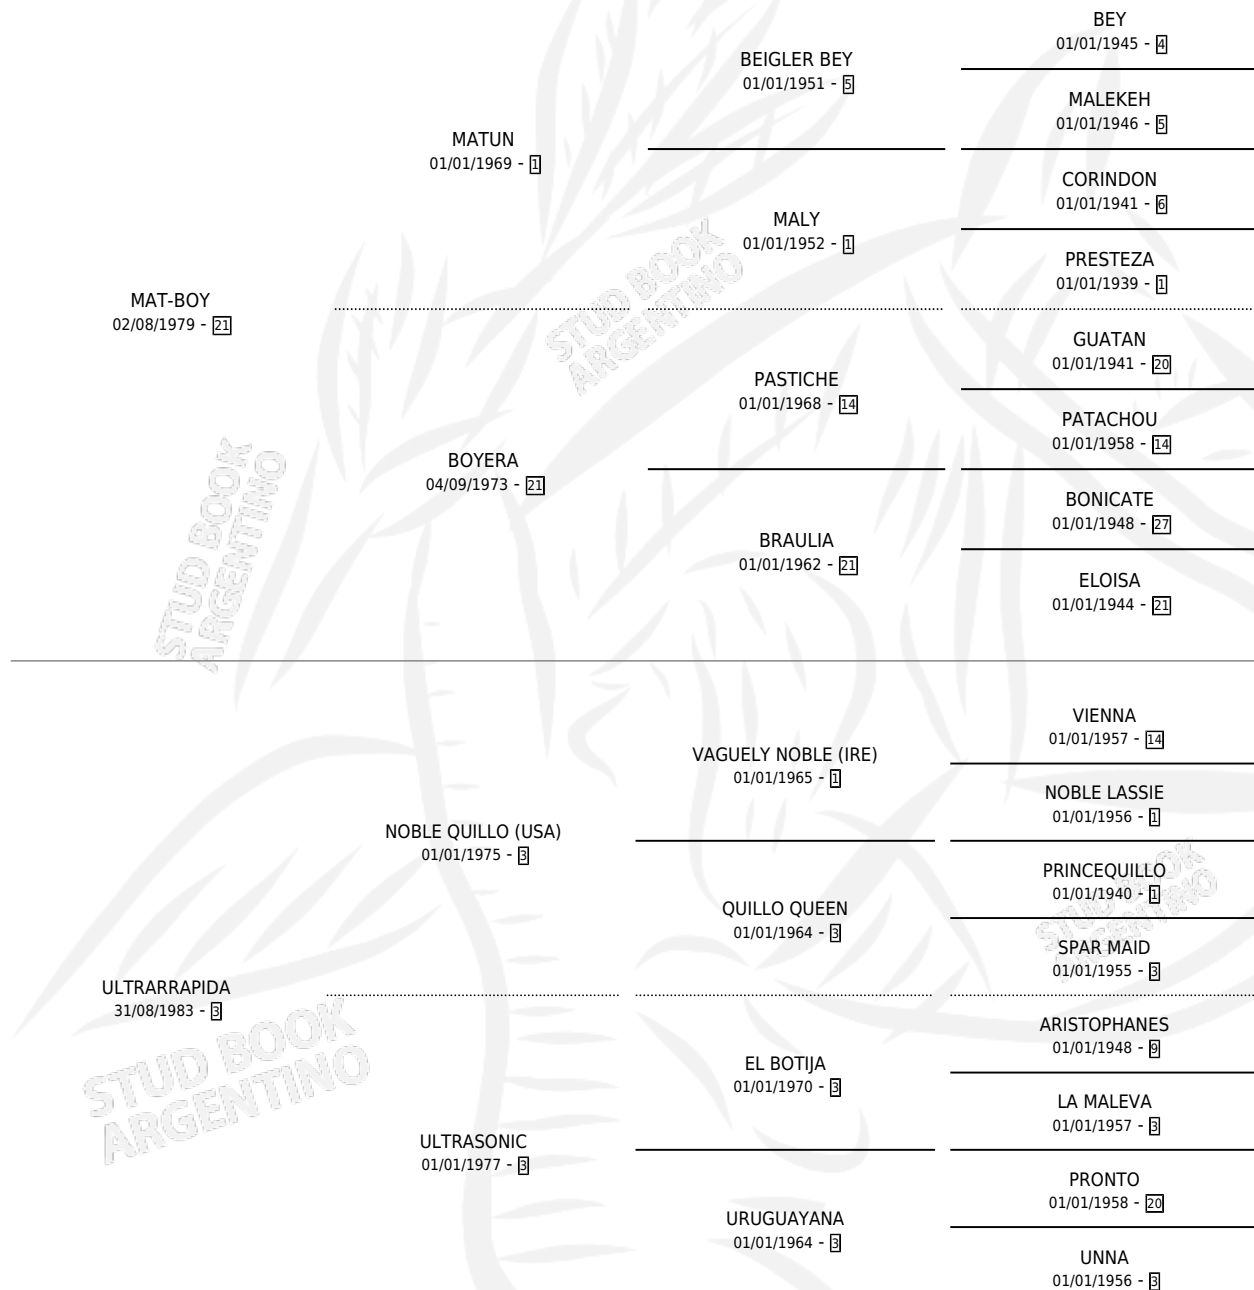 BEY
01/01/1945 - 4
BEIGLER BEY
01/01/1951 - 5
MALEKEH
01/01/1946 - 5
MATUN
01/01/1969 - 1
CORINDON
01/01/1941 - 6
MALY
01/01/1952 - 1
PRESTEZA
01/01/1939 - 1
MAT-BOY
02/08/1979 - 21
GUATAN
01/01/1941 - 20
PASTICHE
01/01/1968 - 14
PATACHOU
01/01/1958 - 14
BOYERA
04/09/1973 - 21
BONICATE
01/01/1948 - 27
BRAULIA
01/01/1962 - 21
ELOISA
01/01/1944 - 21
STUD BOOK
ARGENTINO
STUD BOOK
ARGENTINO
VIENNA
01/01/1957 - 14
VAGUELY NOBLE (IRE)
01/01/1965 - 1
NOBLE LASSIE
01/01/1956 - 1
NOBLE QUILLO (USA)
01/01/1975 - 3
PRINCEQUILLO
01/01/1940 - 1
QUILLO QUEEN
01/01/1964 - 3
SPAR MAID
01/01/1955 - 3
ULTRARRAPIDA
31/08/1983 - 3
ARISTOPHANES
01/01/1948 - 9
EL BOTIJA
01/01/1970 - 3
LA MALEVA
01/01/1957 - 3
ULTRASONIC
01/01/1977 - 3
PRONTO
01/01/1958 - 20
URUGUAYANA
01/01/1964 - 3
UNNA
01/01/1956 - 3
STUD BOOK
ARGENTINO
STUD BOOK
ARGENTINO